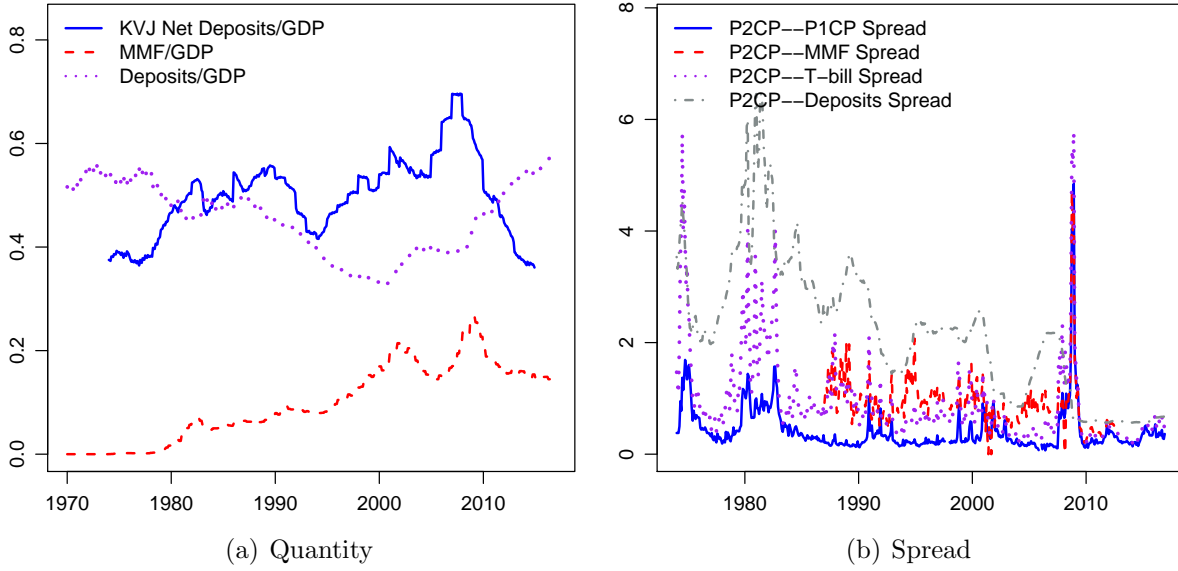 KVJ Net Deposits/GDP
MMF/GDP
Deposits/GDP
0.0
0.2
0.4
0.6
0.8
1970
1980
1990
2000
2010
(a) Quantity
P2CP--P1CP Spread
P2CP--MMF Spread
P2CP--T-bill Spread
P2CP--Deposits Spread
0
2
4
6
8
1980
1990
2000
2010
(b) Spread